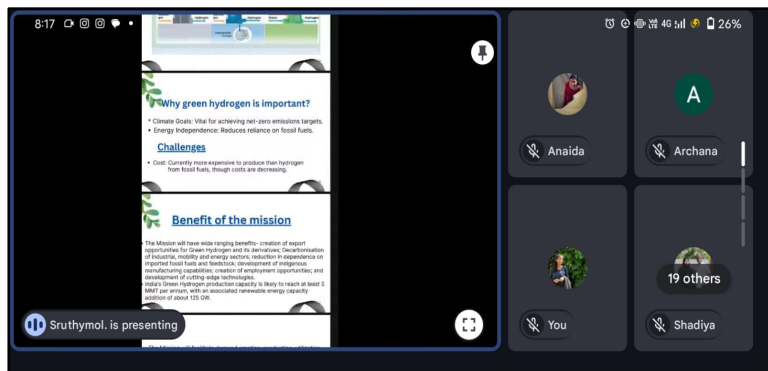 8:17
4G
26%
Hydrogen Hydrogen Hydrogen
Why green hydrogen is important?
• Climate Goals: Vital for achieving net-zero emissions targets.
• Energy Independence: Reduces reliance on fossil fuels.
Challenges
• Cost: Currently more expensive to produce than hydrogen
from fossil fuels, though costs are decreasing.
Benefit of the mission
• The Mission will have wide ranging benefits- creation of export
opportunities for Green Hydrogen and its derivatives; Decarbonisation
of industrial, mobility and energy sectors; reduction in dependence on
imported fossil fuels and feedstock; development of indigenous
manufacturing capabilities; creation of employment opportunities; and
development of cutting-edge technologies.
• India's Green Hydrogen production capacity is likely to reach at least 5
MMT per annum, with an associated renewable energy capacity
addition of about 125 GW.
Sruthymol. is presenting
Anaida
A
Archana
You
19 others
Shadiya